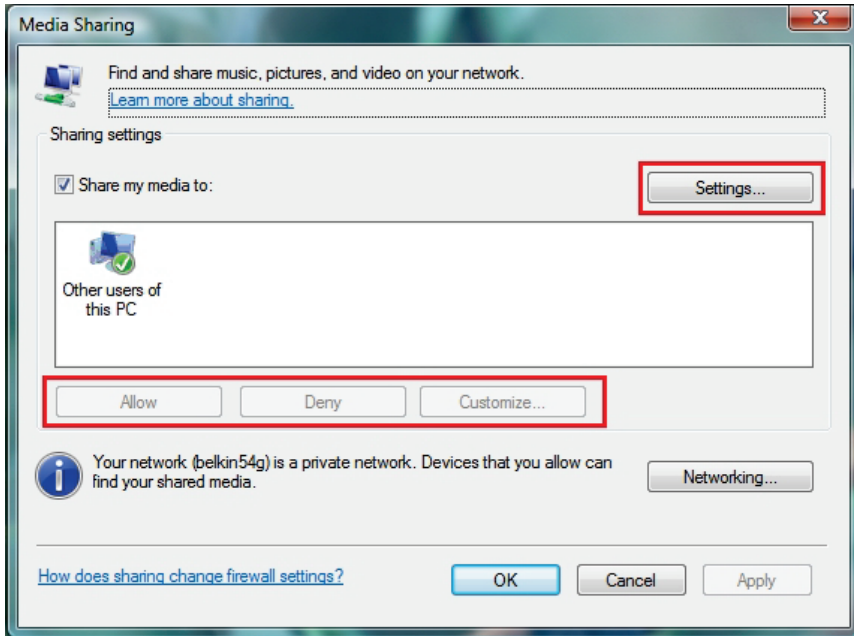 Media Sharing
Find and share music, pictures, and video on your network.
Learn more about sharing.
Sharing settings
Share my media to:
Settings...
Other users of
this PC
Allow
Deny
Customize...
Your network (belkin54g) is a private network. Devices that you allow can
find your shared media.
Networking...
How does sharing change firewall settings?
OK
Cancel
Apply